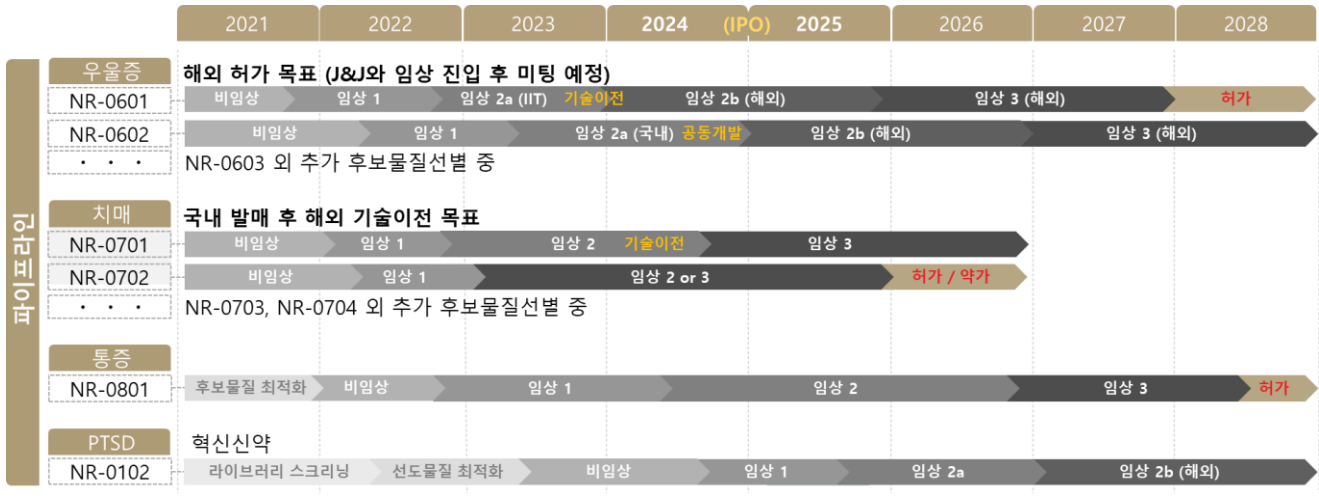 2021 2022 2023 2024 (IPO) 2025 2026 2027 2028
파이프라인
우울증 해외 허가 목표 (J&J와 임상 진입 후 미팅 예정)
NR-0601 비임상 임상 1 임상 2a (IIT) 기술이전 임상 2b (해외) 임상 3 (해외) 허가
NR-0602 비임상 임상 1 임상 2a (국내) 공동개발 임상 2b (해외) 임상 3 (해외)
· · · NR-0603 외 추가 후보물질선별 중
치매 국내 발매 후 해외 기술이전 목표
NR-0701 비임상 임상 1 임상 2 기술이전 임상 3
NR-0702 비임상 임상 1 임상 2 or 3 허가 / 약가
· · · NR-0703, NR-0704 외 추가 후보물질선별 중
통증
NR-0801 후보물질 최적화 비임상 임상 1 임상 2 임상 3 허가
PTSD 혁신신약
NR-0102 라이브러리 스크리닝 선도물질 최적화 비임상 임상 1 임상 2a 임상 2b (해외)